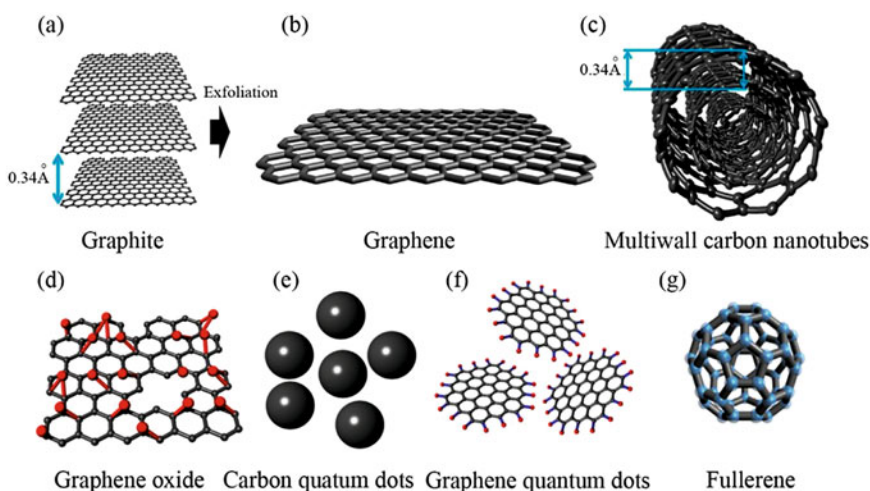 (a)
(b)
(c)
Exfoliation
0.34Å
0.34Å
Graphite
Graphene
Multiwall carbon nanotubes
(d)
(e)
(f)
(g)
Graphene oxide
Carbon quatum dots
Graphene quantum dots
Fullerene